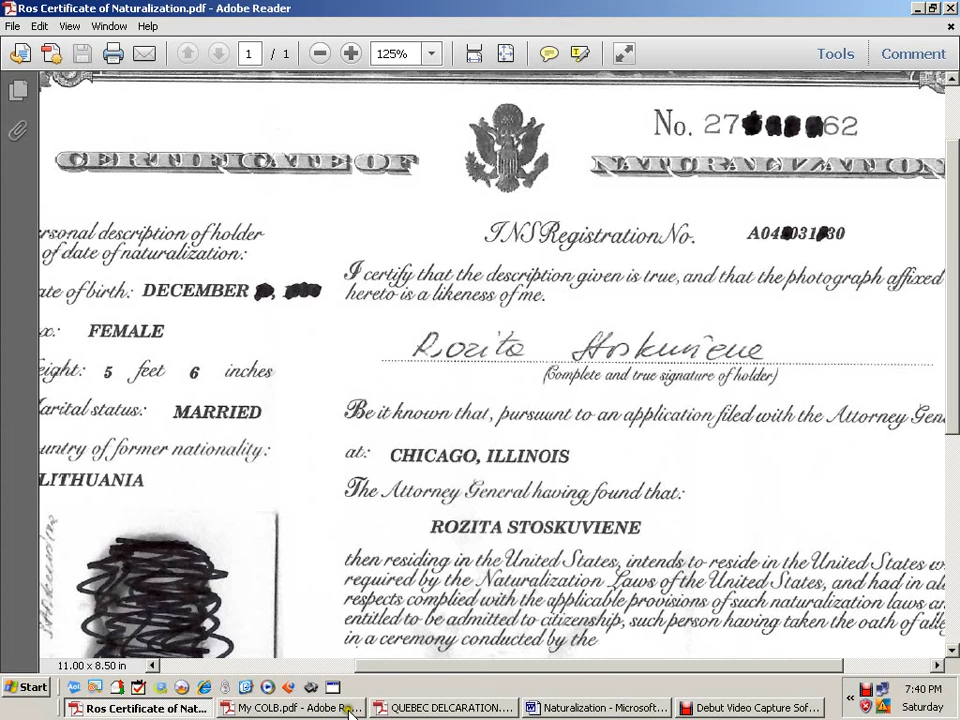 Ros Certificate of Naturalization.pdf - Adobe Reader
File Edit View Window Help
1 / 1 125% Tools Comment
No. 27 62
CERTIFICATE OF NATURALIZATION
INS Registration No. A04 031 30
ersonal description of holder
of date of naturalization:
I certify that the description given is true, and that the photograph affixed
hereto is a likeness of me.
ate of birth: DECEMBER ,
x: FEMALE
Rozita Stoskuviene
(Complete and true signature of holder)
eight: 5 feet 6 inches
arital status: MARRIED
Be it known that, pursuant to an application filed with the Attorney Gen
untry of former nationality:
LITHUANIA
at: CHICAGO, ILLINOIS
The Attorney General having found that:
ROZITA STOSKUVIENE
then residing in the United States, intends to reside in the United States w
required by the Naturalization Laws of the United States, and had in al
respects complied with the applicable provisions of such naturalization laws a
entitled to be admitted to citizenship, such person having taken the oath of alle
in a ceremony conducted by the
11.00 x 8.50 in
Start 7:40 PM
Saturday
Ros Certificate of Nat... My COLB.pdf - Adobe Re... QUEBEC DELCARATION.... Naturalization - Microsoft... Debut Video Capture Sof...